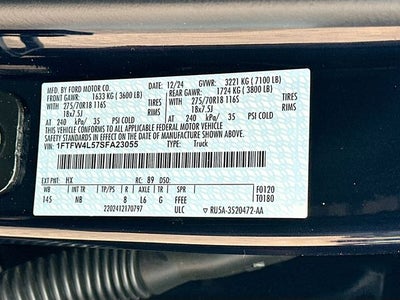 MFD. BY FORD MOTOR CO. 12/24 GVWR: 3221 KG ( 7100 LB)
FRONT GAWR: 1633 KG ( 3600 LB) REAR GAWR: 1724 KG ( 3800 LB)
WITH 275/70R18 116S TIRES WITH 275/70R18 116S TIRES
18x7.5J RIMS 18x7.5J RIMS
AT 240 kPa/ 35 PSI COLD AT 240 kPa/ 35 PSI COLD
THIS VEHICLE CONFORMS TO ALL APPLICABLE FEDERAL MOTOR VEHICLE
SAFETY STANDARDS IN EFFECT ON THE DATE OF MANUFACTURE SHOWN ABOVE.
VIN: 1FTFW4L57SFA23055 TYPE: Truck
EXT PNT: HX RC: 89 DSO: F0120
WB INT TR TP/PS R AXLE TR SPR T0180
145 NB 8 L6 G ULC
2202412170797 RU5A-3520472-AA